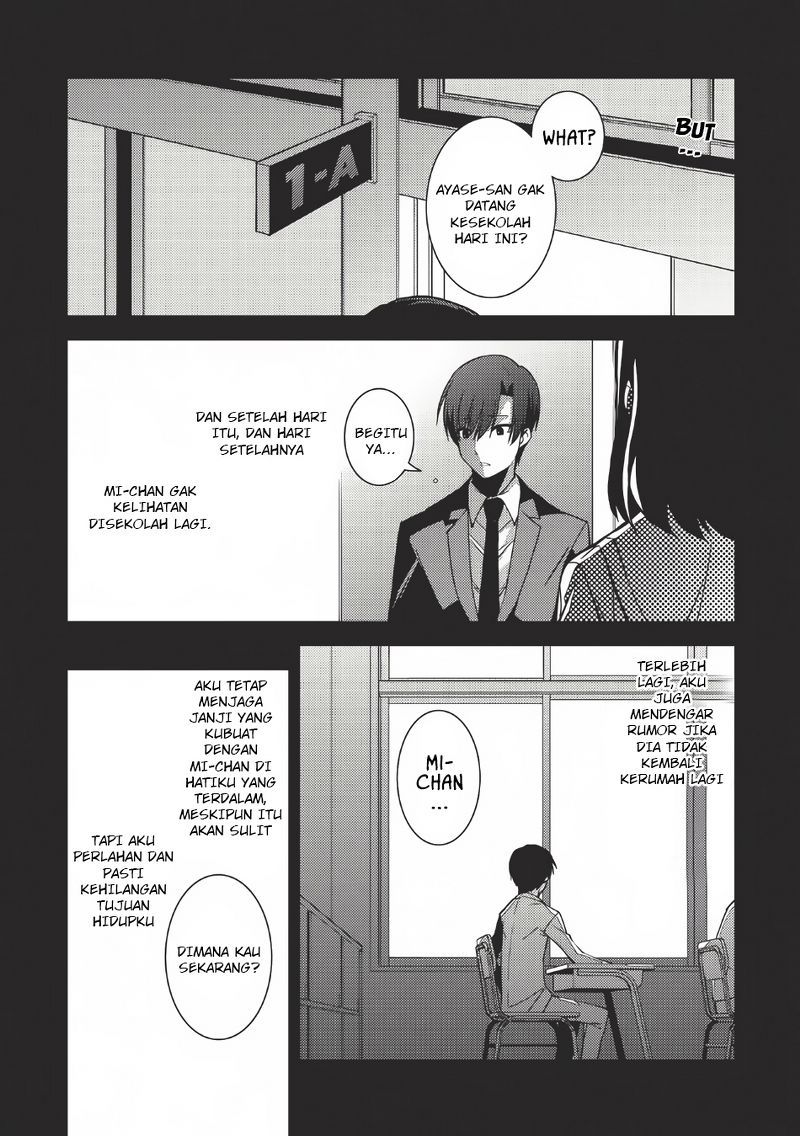 BUT
...
WHAT?
AYASE-SAN GAK
DATANG
KESEKOLAH
HARI INI?
1-A
BEGITU
YA...
DAN SETELAH HARI
ITU, DAN HARI
SETELAHNYA
MI-CHAN GAK
KELIHATAN
DISEKOLAH LAGI.
TERLEBIH
LAGI, AKU
JUGA
MENDENGAR
RUMOR JIKA
DIA TIDAK
KEMBALI
KERUMAH LAGI
MI-
CHAN
...
AKU TETAP
MENJAGA
JANJI YANG
KUBUAT
DENGAN
MI-CHAN DI
HATIKU YANG
TERDALAM,
MESKIPUN ITU
AKAN SULIT
TAPI AKU
PERLAHAN DAN
PASTI
KEHILANGAN
TUJUAN
HIDUPKU
DIMANA KAU
SEKARANG?